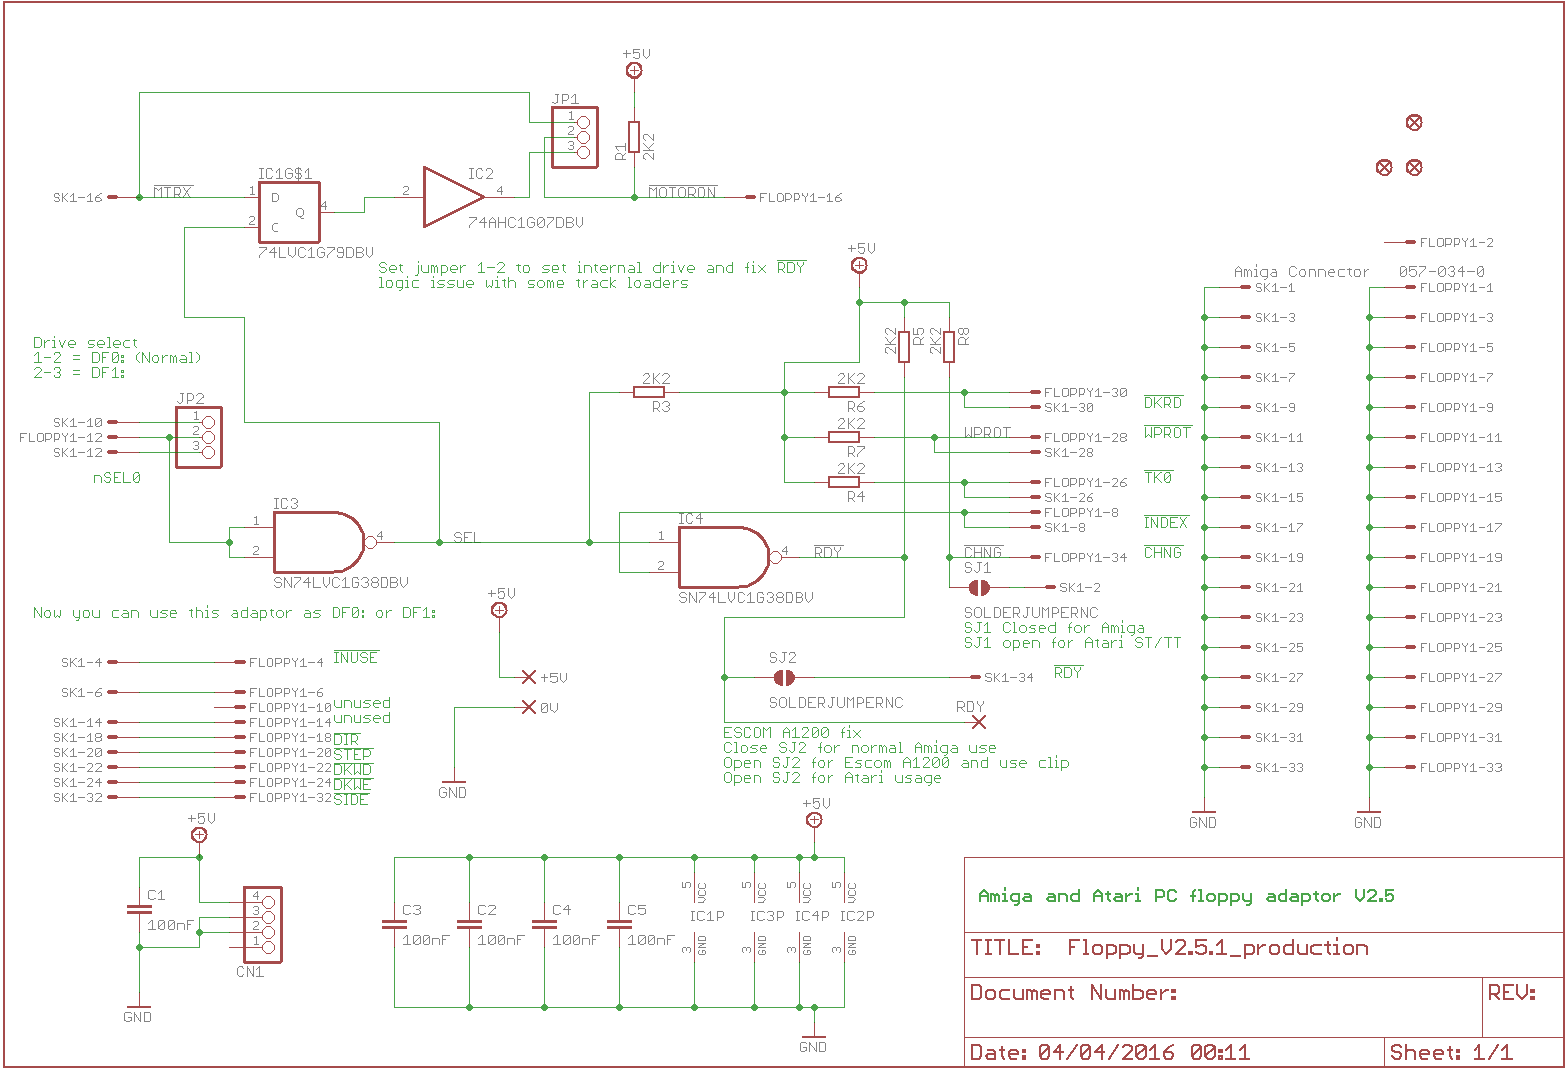 +5V
JP1
1
2
3
R1
2K2
IC1G$1
IC2
SK1-16
MTRX
1
D
Q
4
2
C
2
4
MOTORON
FLOPPY1-16
74LVC1G79DBV
74AHC1G07DBV
Set jumper 1-2 to set internal drive and fix RDY
logic issue with some track loaders
Drive select
1-2 = DF0: (Normal)
2-3 = DF1:
JP2
SK1-10
1
FLOPPY1-12
2
SK1-12
3
nSEL0
IC3
1
2
4
SEL
SN74LVC1G38DBV
Now you can use this adaptor as DF0: or DF1:
+5V
2K2
R5
2K2
R8
2K2
R3
2K2
R6
FLOPPY1-30
SK1-30
DKRD
2K2
R7
WPROT
FLOPPY1-28
SK1-28
WPROT
2K2
R4
FLOPPY1-26
SK1-26
TK0
FLOPPY1-8
SK1-8
INDEX
IC4
1
2
4
RDY
SN74LVC1G38DBV
CHNG
FLOPPY1-34
CHNG
SJ1
SK1-2
SOLDERJUMPERNC
SJ1 Closed for Amiga
SJ1 open for Atari ST/TT
SJ2
SK1-34
RDY
SOLDERJUMPERNC
RDY
ESCOM A1200 fix
Close SJ2 for normal Amiga use
Open SJ2 for Escom A1200 and use clip
Open SJ2 for Atari usage
+5V
+5V
0V
GND
SK1-4
FLOPPY1-4
INUSE
SK1-6
FLOPPY1-6
FLOPPY1-10
unused
SK1-14
FLOPPY1-14
unused
SK1-18
FLOPPY1-18
DIR
SK1-20
FLOPPY1-20
STEP
SK1-22
FLOPPY1-22
DKWD
SK1-24
FLOPPY1-24
DKWE
SK1-32
FLOPPY1-32
SIDE
FLOPPY1-2
Amiga Connector
057-034-0
SK1-1
FLOPPY1-1
SK1-3
FLOPPY1-3
SK1-5
FLOPPY1-5
SK1-7
FLOPPY1-7
SK1-9
FLOPPY1-9
SK1-11
FLOPPY1-11
SK1-13
FLOPPY1-13
SK1-15
FLOPPY1-15
SK1-17
FLOPPY1-17
SK1-19
FLOPPY1-19
SK1-21
FLOPPY1-21
SK1-23
FLOPPY1-23
SK1-25
FLOPPY1-25
SK1-27
FLOPPY1-27
SK1-29
FLOPPY1-29
SK1-31
FLOPPY1-31
SK1-33
FLOPPY1-33
GND
GND
+5V
C1
100nF
4
3
2
1
CN1
GND
+5V
C3
100nF
C2
100nF
C4
100nF
C5
100nF
5
VCC
IC1P
3
GND
5
VCC
IC3P
3
GND
5
VCC
IC4P
3
GND
5
VCC
IC2P
3
GND
GND
Amiga and Atari PC floppy adaptor V2.5
TITLE: Floppy_V2.5.1_production
Document Number:
REV:
Date: 04/04/2016 00:11
Sheet: 1/1